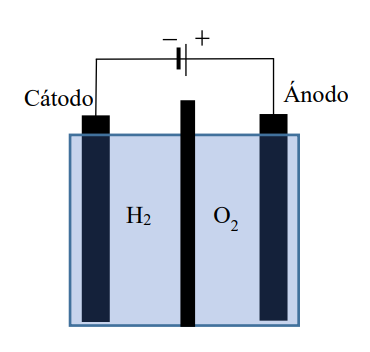 − +
Cátodo
Ánodo
H₂
O₂